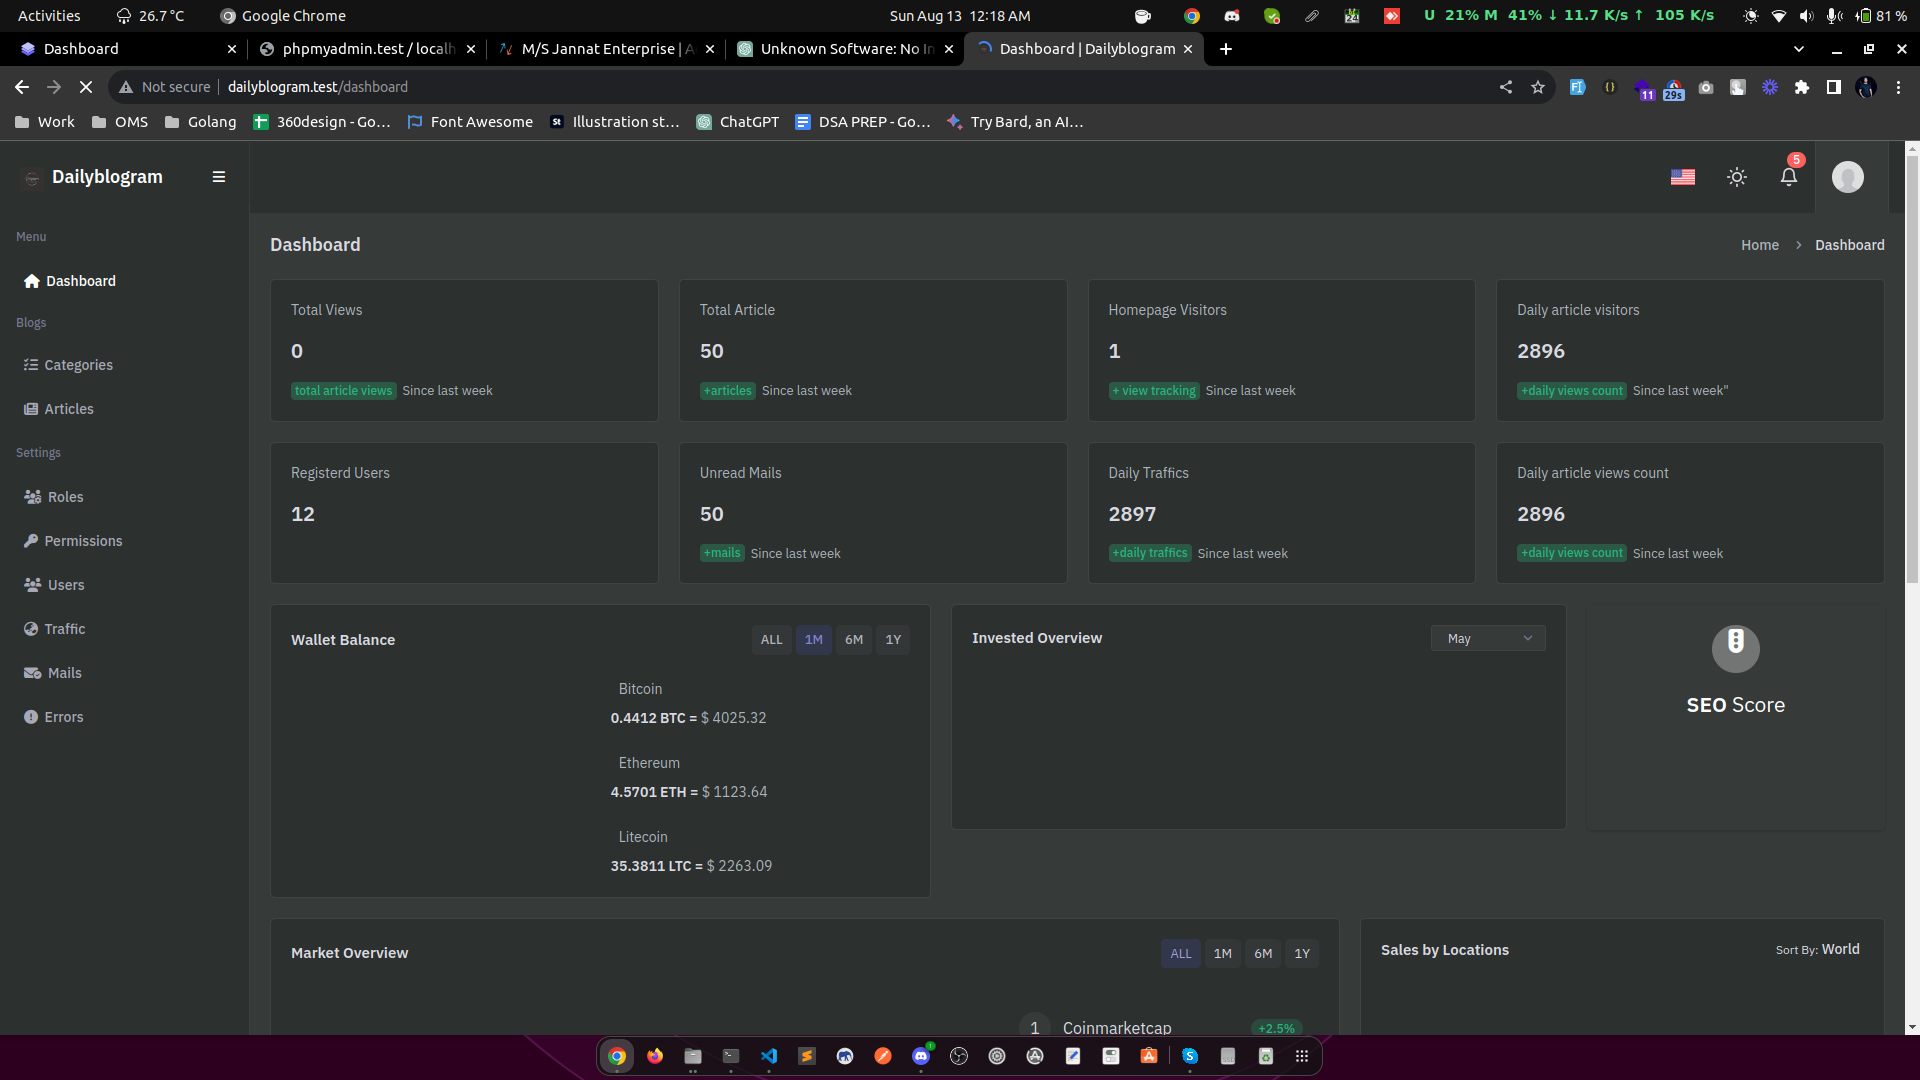 Activities 26.7 °C Google Chrome Sun Aug 13 12:18 AM 24 U 21% M 41% ↓ 11.7 K/s ↑ 105 K/s 81 %
Dashboard phpmyadmin.test / localh M/S Jannat Enterprise | A Unknown Software: No In Dashboard | Dailyblogram
Not secure dailyblogram.test/dashboard 11 29s
Work OMS Golang 360design - Go... Font Awesome St Illustration st... ChatGPT DSA PREP - Go... Try Bard, an AI...
Dailyblogram 5
Menu
Dashboard Home > Dashboard
Dashboard
Total Views Total Article Homepage Visitors Daily article visitors
Blogs
0 50 1 2896
Categories
total article views Since last week +articles Since last week + view tracking Since last week +daily views count Since last week"
Articles
Settings
Registerd Users Unread Mails Daily Traffics Daily article views count
Roles
12 50 2897 2896
Permissions
+mails Since last week +daily traffics Since last week +daily views count Since last week
Users
Traffic
Wallet Balance ALL 1M 6M 1Y Invested Overview May
Mails
Bitcoin
SEO Score
Errors
0.4412 BTC = $ 4025.32
Ethereum
4.5701 ETH = $ 1123.64
Litecoin
35.3811 LTC = $ 2263.09
Market Overview ALL 1M 6M 1Y Sales by Locations Sort By: World
1 Coinmarketcap +2.5%